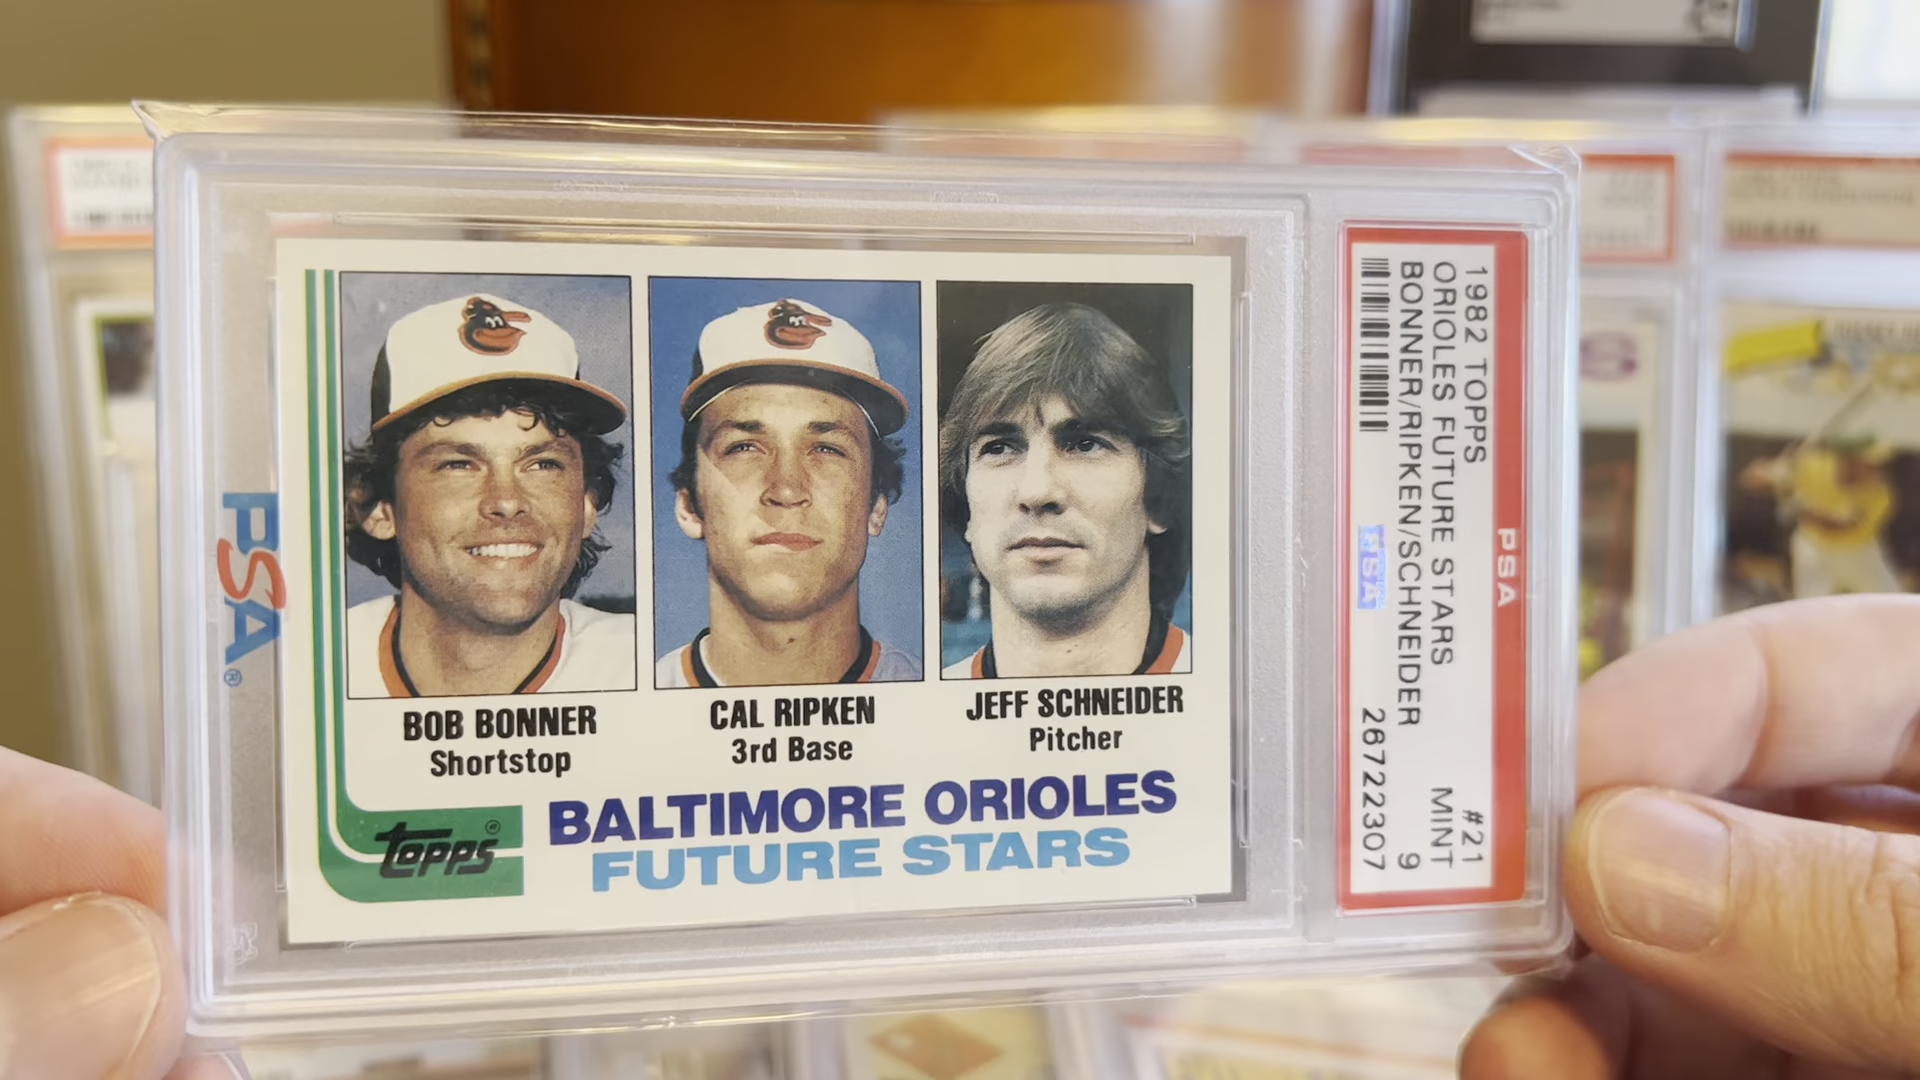 PSA®
BOB BONNER
Shortstop
CAL RIPKEN
3rd Base
JEFF SCHNEIDER
Pitcher
topps®
BALTIMORE ORIOLES
FUTURE STARS
PSA
1982 TOPPS #21
ORIOLES FUTURE STARS MINT
BONNER/RIPKEN/SCHNEIDER 9
PSA 26722307